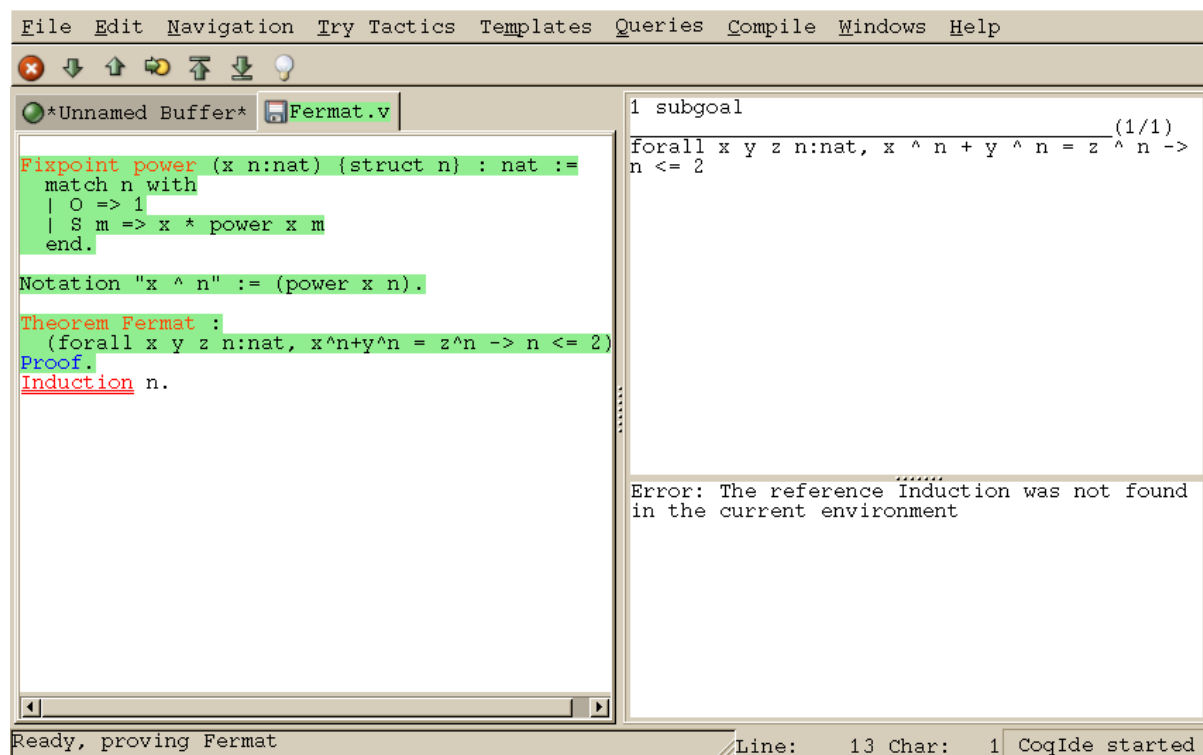 File Edit Navigation Try Tactics Templates Queries Compile Windows Help
*Unnamed Buffer* Fermat.v
Fixpoint power (x n:nat) {struct n} : nat :=
  match n with
  | O => 1
  | S m => x * power x m
  end.
Notation "x ^ n" := (power x n).
Theorem Fermat :
  (forall x y z n:nat, x^n+y^n = z^n -> n <= 2)
Proof.
Induction n.
1 subgoal
(1/1)
forall x y z n:nat, x ^ n + y ^ n = z ^ n ->
n <= 2
Error: The reference Induction was not found
in the current environment
Ready, proving Fermat
Line: 13 Char: 1 CoqIde started